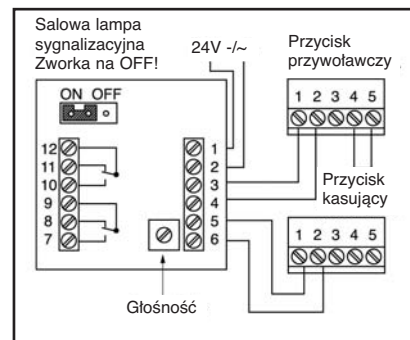 Salowa lampa
sygnalizacyjna
Zworka na OFF!
24V -/~
Przycisk
przywoławczy
ON OFF
1 2 3 4 5
12
11
10
9
8
7
1
2
3
4
5
6
Przycisk
kasujący
1 2 3 4 5
Głośność